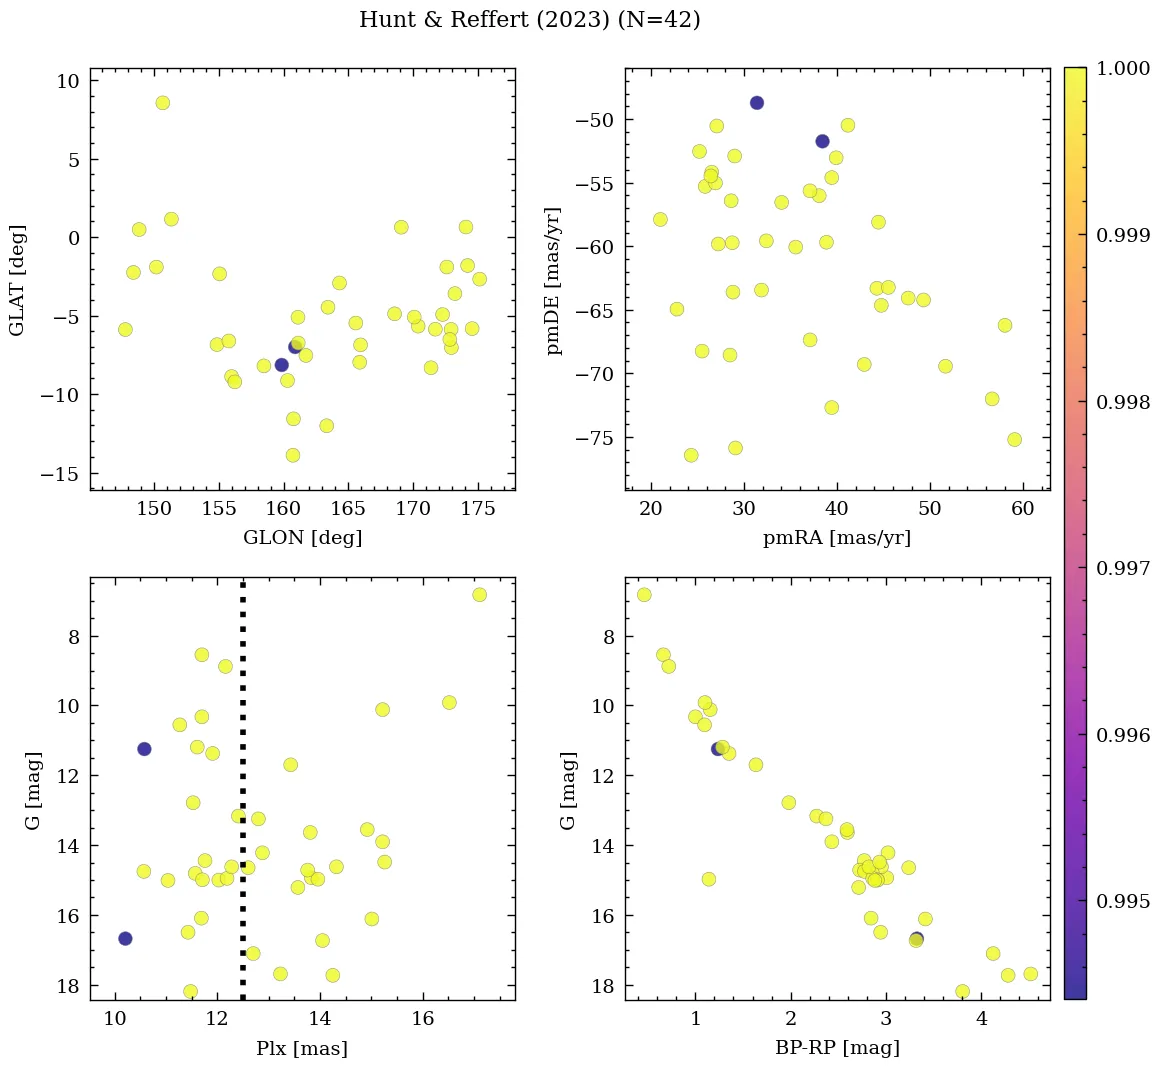 Hunt & Reffert (2023) (N=42)
10
5
0
−5
−10
−15
GLAT [deg]
150 155 160 165 170 175
GLON [deg]
−50
−55
−60
−65
−70
−75
pmDE [mas/yr]
20 30 40 50 60
pmRA [mas/yr]
1.000
0.999
0.998
0.997
0.996
0.995
8
10
12
14
16
18
G [mag]
10 12 14 16
Plx [mas]
8
10
12
14
16
18
G [mag]
1 2 3 4
BP-RP [mag]